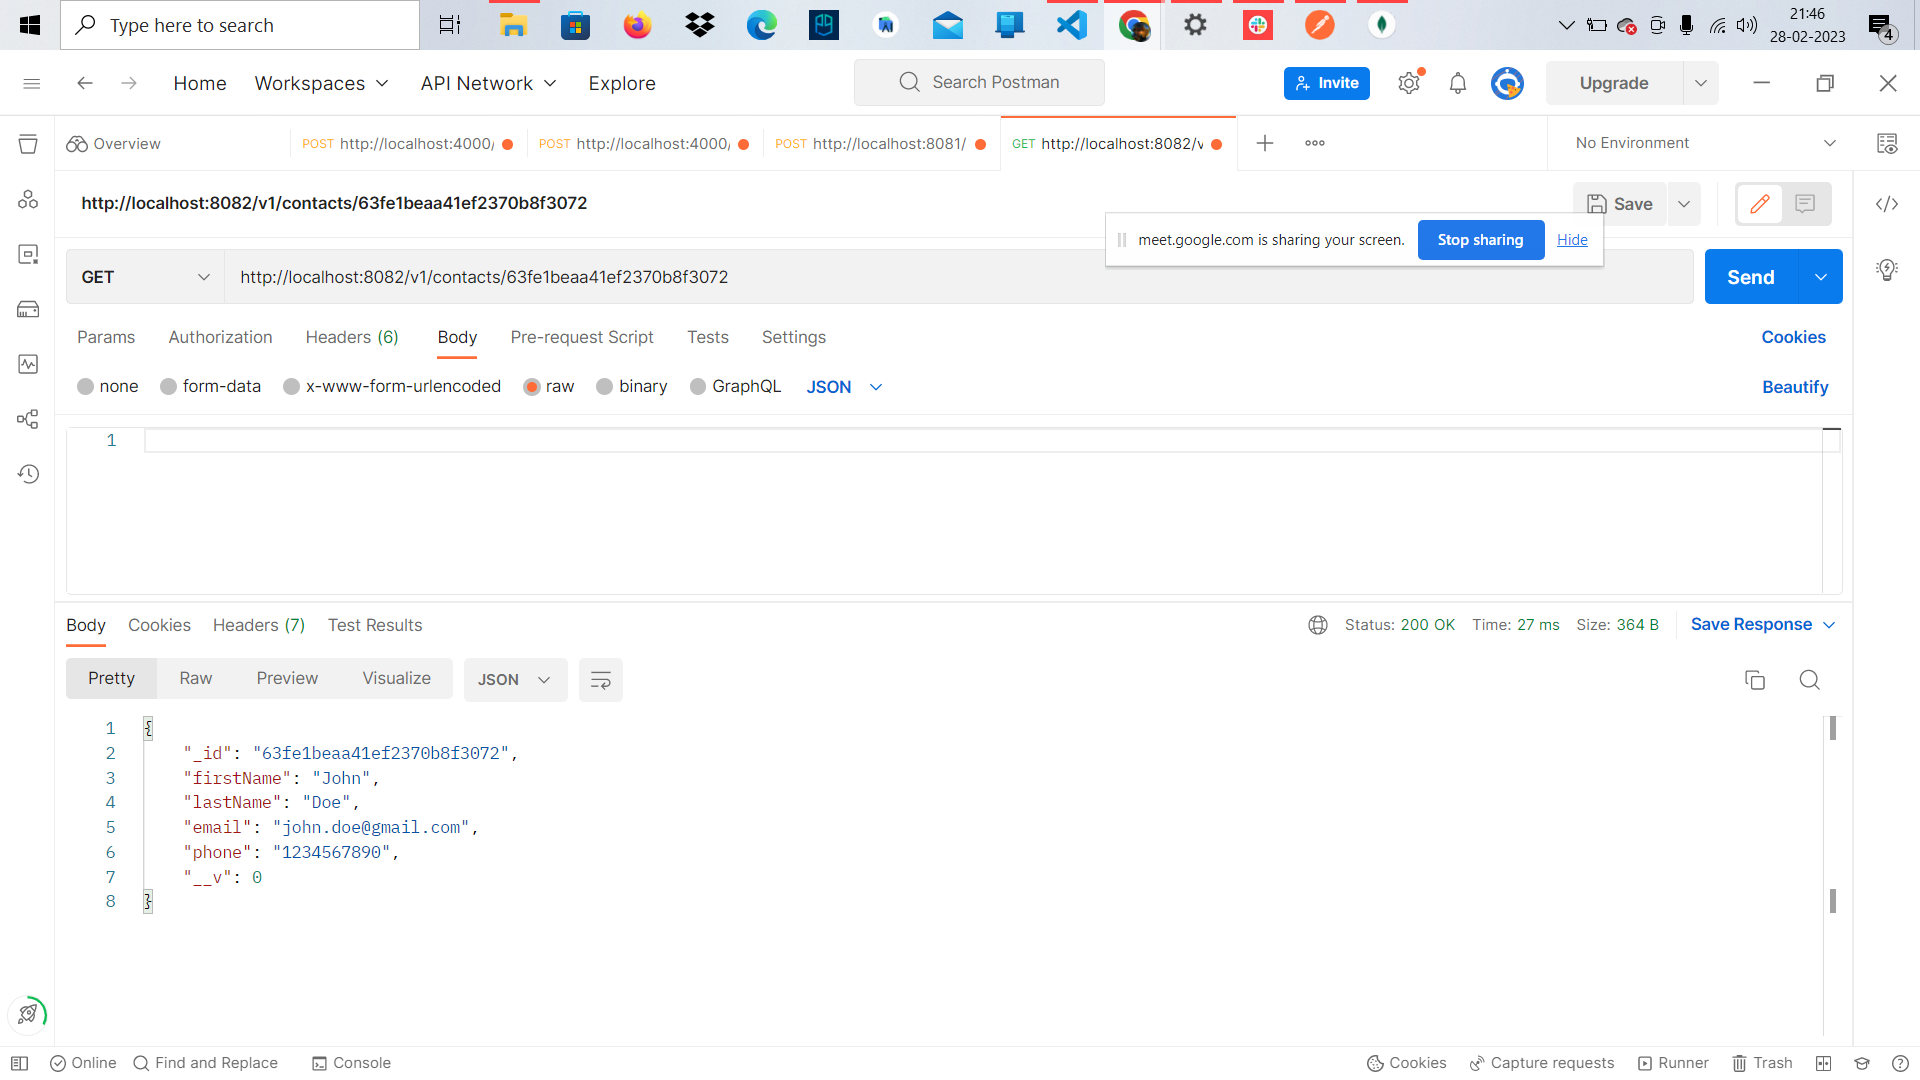 Type here to search
21:46
28-02-2023
4
Home Workspaces API Network Explore
Search Postman
Invite
Upgrade
Overview
POST http://localhost:4000/
POST http://localhost:4000/
POST http://localhost:8081/
GET http://localhost:8082/v
No Environment
http://localhost:8082/v1/contacts/63fe1beaa41ef2370b8f3072
Save
meet.google.com is sharing your screen. Stop sharing Hide
GET http://localhost:8082/v1/contacts/63fe1beaa41ef2370b8f3072
Send
Params Authorization Headers (6) Body Pre-request Script Tests Settings Cookies
none form-data x-www-form-urlencoded raw binary GraphQL JSON Beautify
1
Body Cookies Headers (7) Test Results Status: 200 OK Time: 27 ms Size: 364 B Save Response
Pretty Raw Preview Visualize JSON
1 {
2 "_id": "63fe1beaa41ef2370b8f3072",
3 "firstName": "John",
4 "lastName": "Doe",
5 "email": "john.doe@gmail.com",
6 "phone": "1234567890",
7 "__v": 0
8 }
Online Find and Replace Console Cookies Capture requests Runner Trash